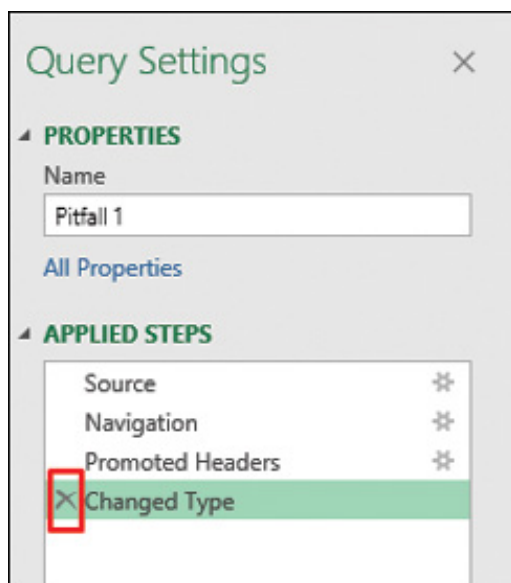 Query Settings
PROPERTIES
Name
Pitfall 1
All Properties
APPLIED STEPS
Source
Navigation
Promoted Headers
Changed Type